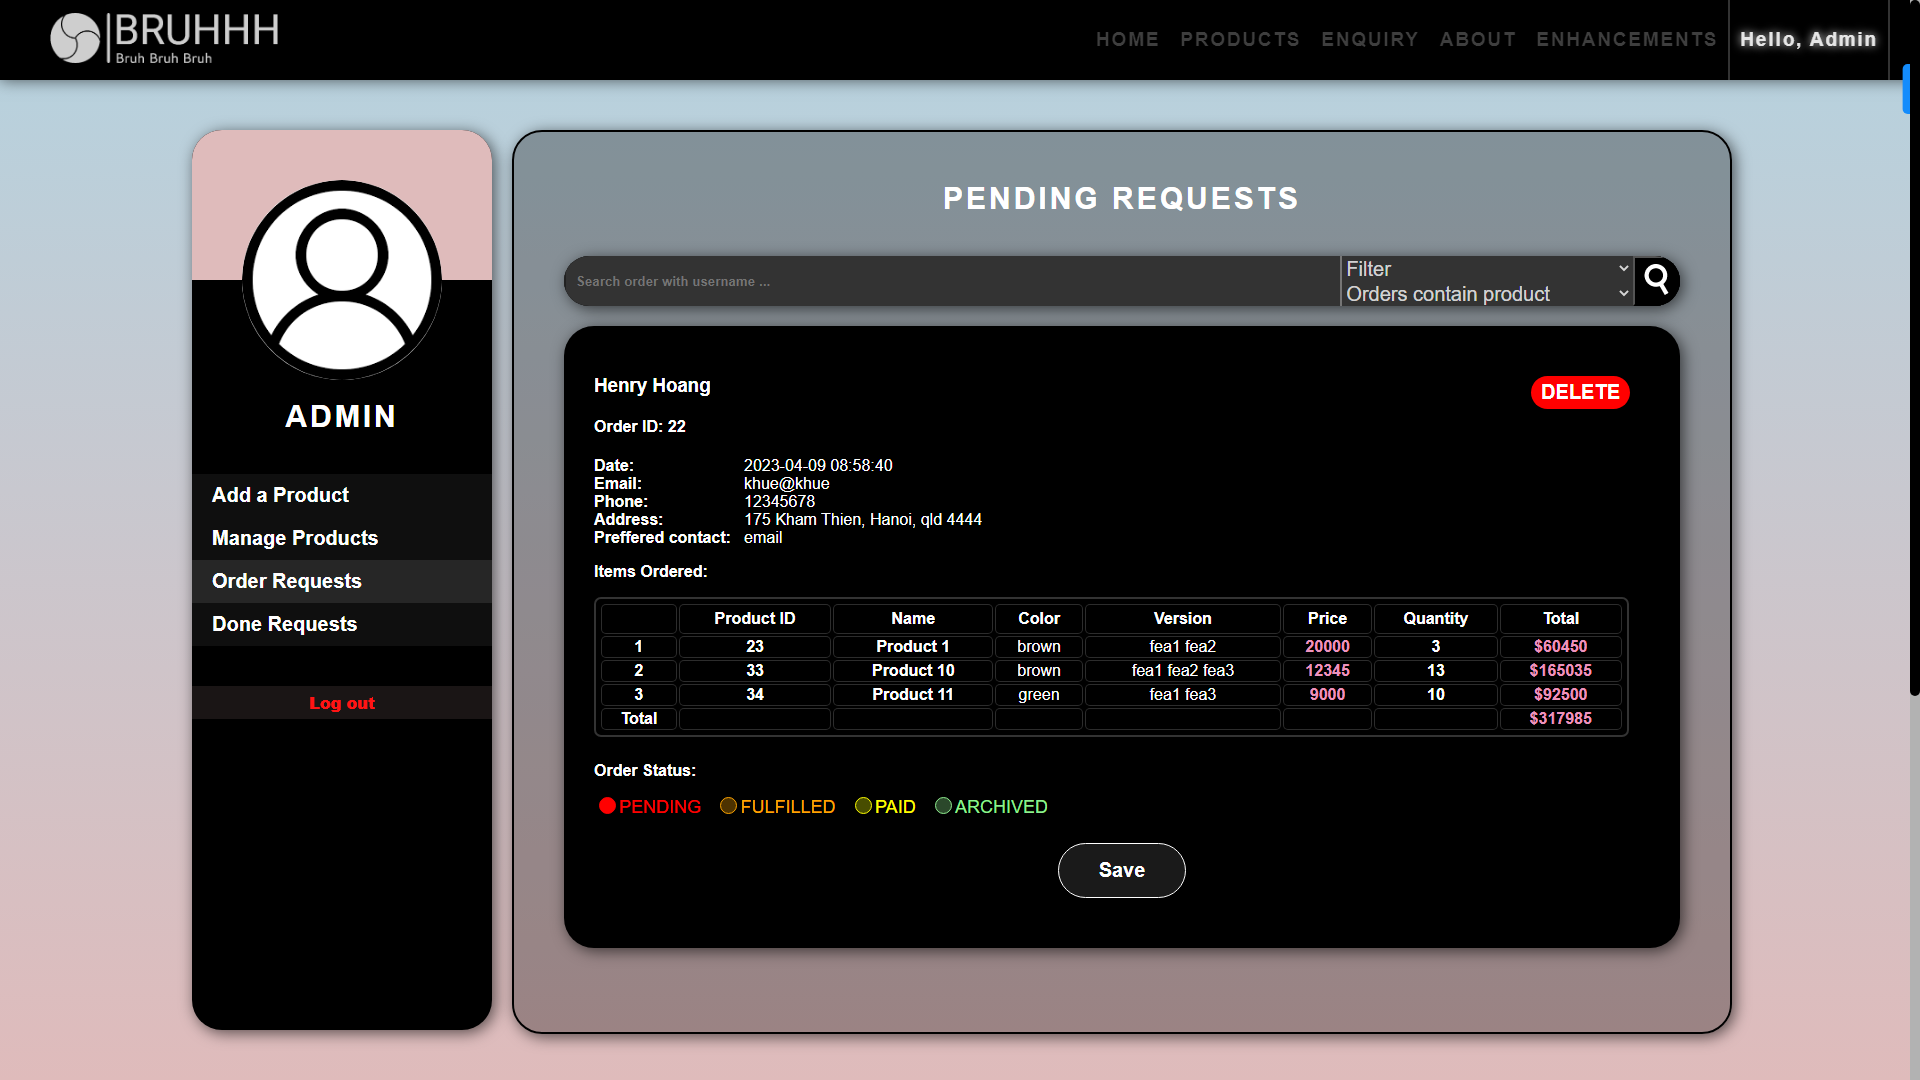 BRUHHH
Bruh Bruh Bruh
HOME PRODUCTS ENQUIRY ABOUT ENHANCEMENTS Hello, Admin
ADMIN
Add a Product
Manage Products
Order Requests
Done Requests
Log out
PENDING REQUESTS
Search order with username ...
Filter
Orders contain product
Henry Hoang
DELETE
Order ID: 22
Date: 2023-04-09 08:58:40
Email: khue@khue
Phone: 12345678
Address: 175 Kham Thien, Hanoi, qld 4444
Preffered contact: email
Items Ordered:
Product ID Name Color Version Price Quantity Total
1 23 Product 1 brown fea1 fea2 20000 3 $60450
2 33 Product 10 brown fea1 fea2 fea3 12345 13 $165035
3 34 Product 11 green fea1 fea3 9000 10 $92500
Total $317985
Order Status:
PENDING FULFILLED PAID ARCHIVED
Save